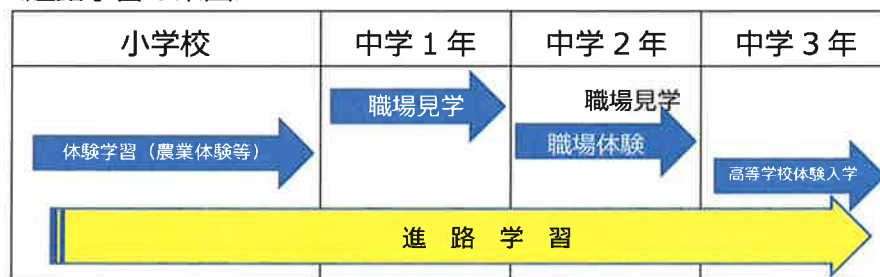 小学校
中学1年
中学2年
中学3年
職場見学
職場見学
体験学習（農業体験等）
職場体験
高等学校体験入学
進路学習